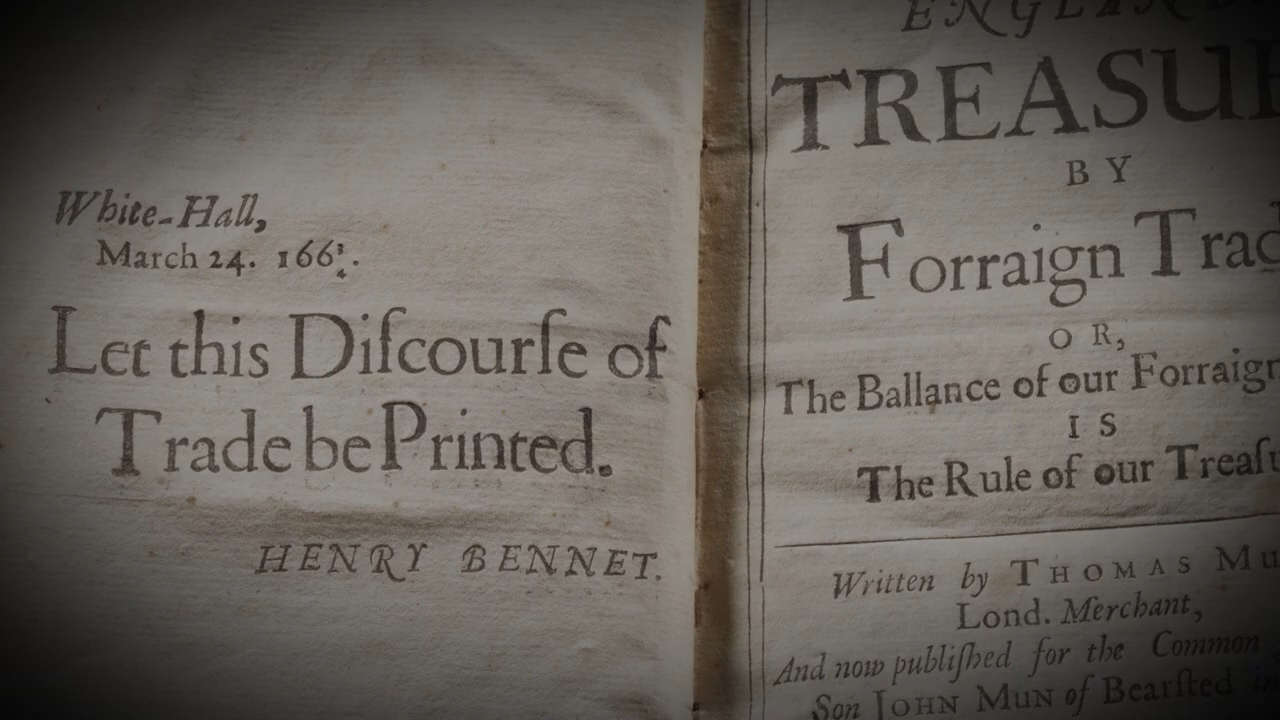 White-Hall,
March 24. 166¾.
Let this Diſcourſe of
Trade be Printed.
HENRY BENNET.
TREASU
BY
Forraign Trad
OR,
The Ballance of our Forraign
IS
The Rule of our Treaſu
Written by THOMAS Mu
Lond. Merchant,
And now publiſhed for the Common
Son JOHN MUN of Bearſted